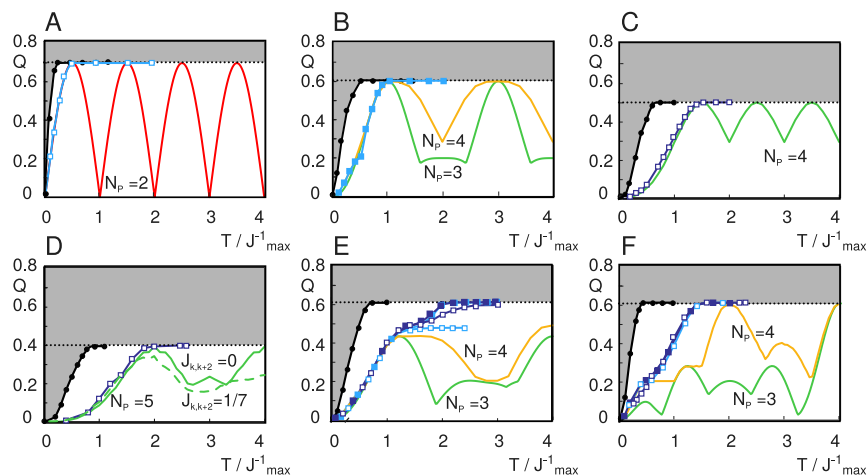 A
0.8
Q
0.6
0.4
0.2
0
N_P=2
0 1 2 3 4
T / J^-1_max
B
0.8
Q
0.6
0.4
0.2
0
N_P=4
N_P=3
0 1 2 3 4
T / J^-1_max
C
0.8
Q
0.6
0.4
0.2
0
N_P=4
0 1 2 3 4
T / J^-1_max
D
0.8
Q
0.6
0.4
0.2
0
J_k,k+2=0
N_P=5 J_k,k+2=1/7
0 1 2 3 4
T / J^-1_max
E
0.8
Q
0.6
0.4
0.2
0
N_P=4
N_P=3
0 1 2 3 4
T / J^-1_max
F
0.8
Q
0.6
0.4
0.2
0
N_P=4
N_P=3
0 1 2 3 4
T / J^-1_max